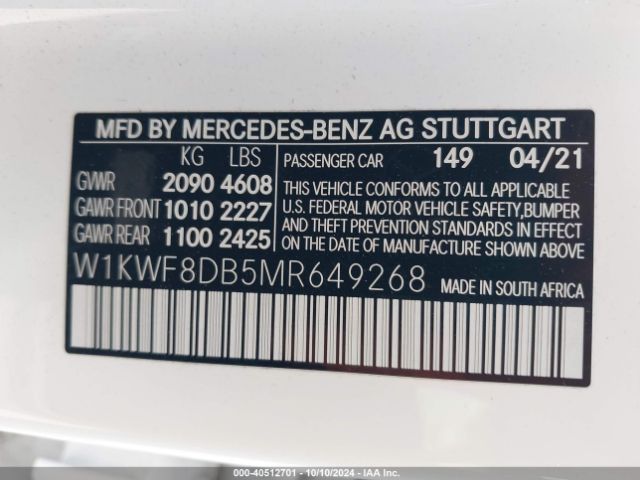 MFD BY MERCEDES-BENZ AG STUTTGART
KG LBS
GVWR 2090 4608
GAWR FRONT 1010 2227
GAWR REAR 1100 2425
PASSENGER CAR 149 04/21
THIS VEHICLE CONFORMS TO ALL APPLICABLE
U.S. FEDERAL MOTOR VEHICLE SAFETY, BUMPER
AND THEFT PREVENTION STANDARDS IN EFFECT
ON THE DATE OF MANUFACTURE SHOWN ABOVE.
W1KWF8DB5MR649268 MADE IN SOUTH AFRICA
000-40512701 - 10/10/2024 - IAA Inc.